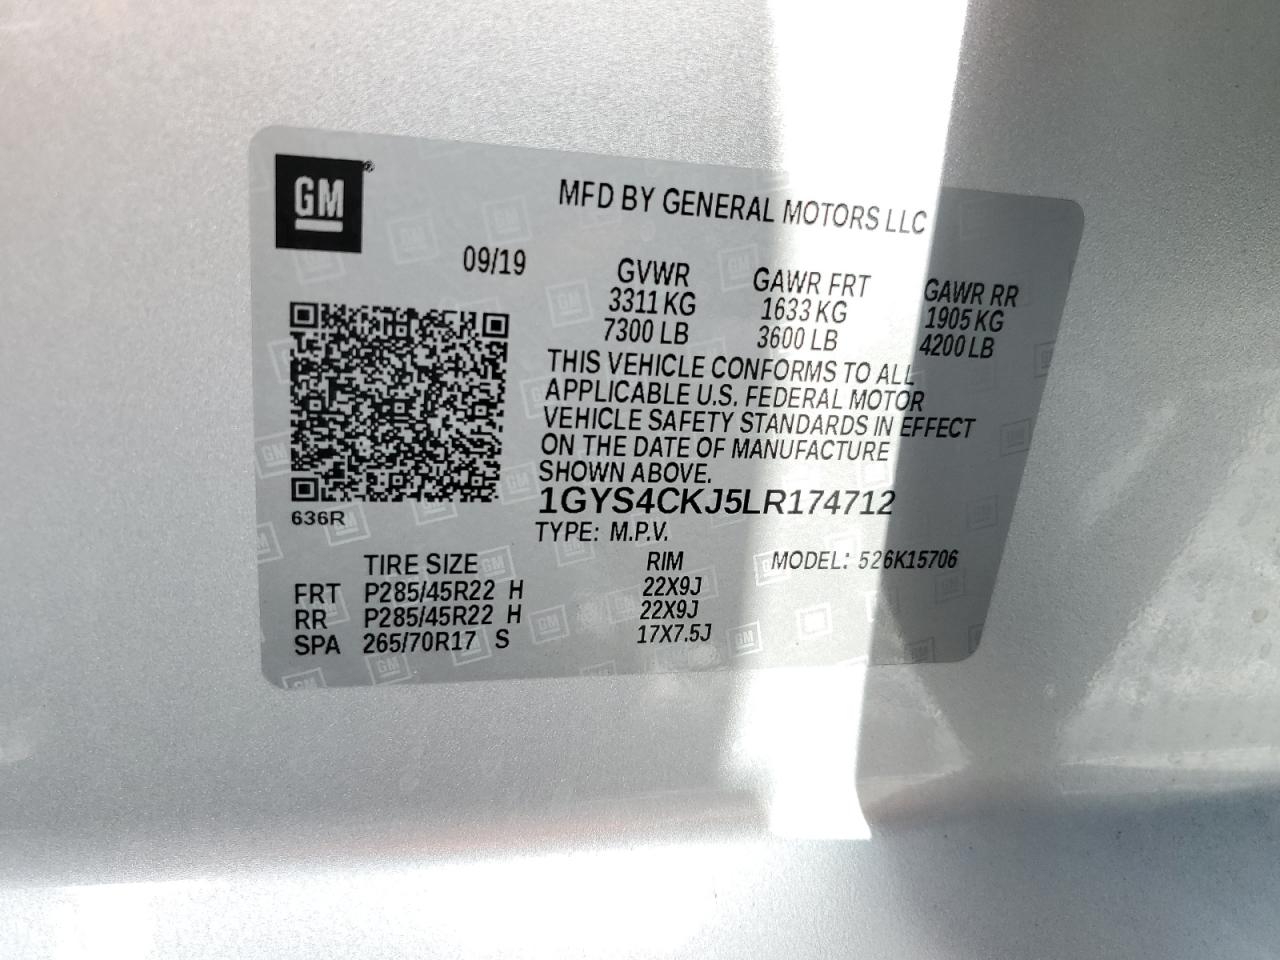 GM®
MFD BY GENERAL MOTORS LLC
09/19
GVWR GAWR FRT GAWR RR
3311 KG 1633 KG 1905 KG
7300 LB 3600 LB 4200 LB
THIS VEHICLE CONFORMS TO ALL
APPLICABLE U.S. FEDERAL MOTOR
VEHICLE SAFETY STANDARDS IN EFFECT
ON THE DATE OF MANUFACTURE
SHOWN ABOVE.
1GYS4CKJ5LR174712
636R
TYPE: M.P.V.
TIRE SIZE RIM MODEL: 526K15706
FRT P285/45R22 H 22X9J
RR P285/45R22 H 22X9J
SPA 265/70R17 S 17X7.5J